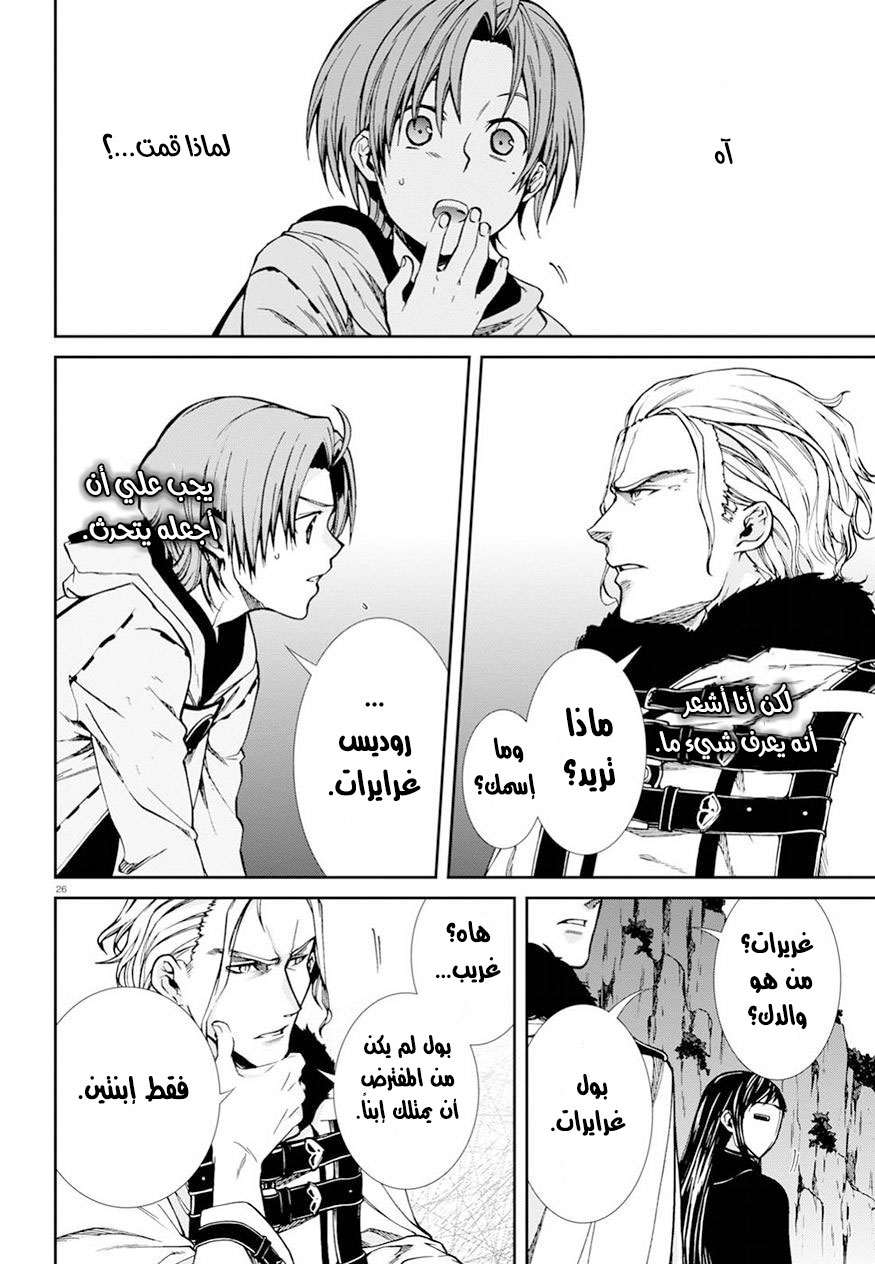 آه
لماذا قمت...؟
لكن أنا أشعر
أنه يعرف شيء ما.
ماذا
تريد؟
وما
إسمك؟
يجب علي أن
أجعله يتحدث.
...
روديس
غرايرات.
26
غريرات؟
من هو
والدك؟
بول
غرايرات.
هاه؟
غريب...
بول لم يكن
من المفترض
أن يمتلك إبناً.
فقط إبنتين.